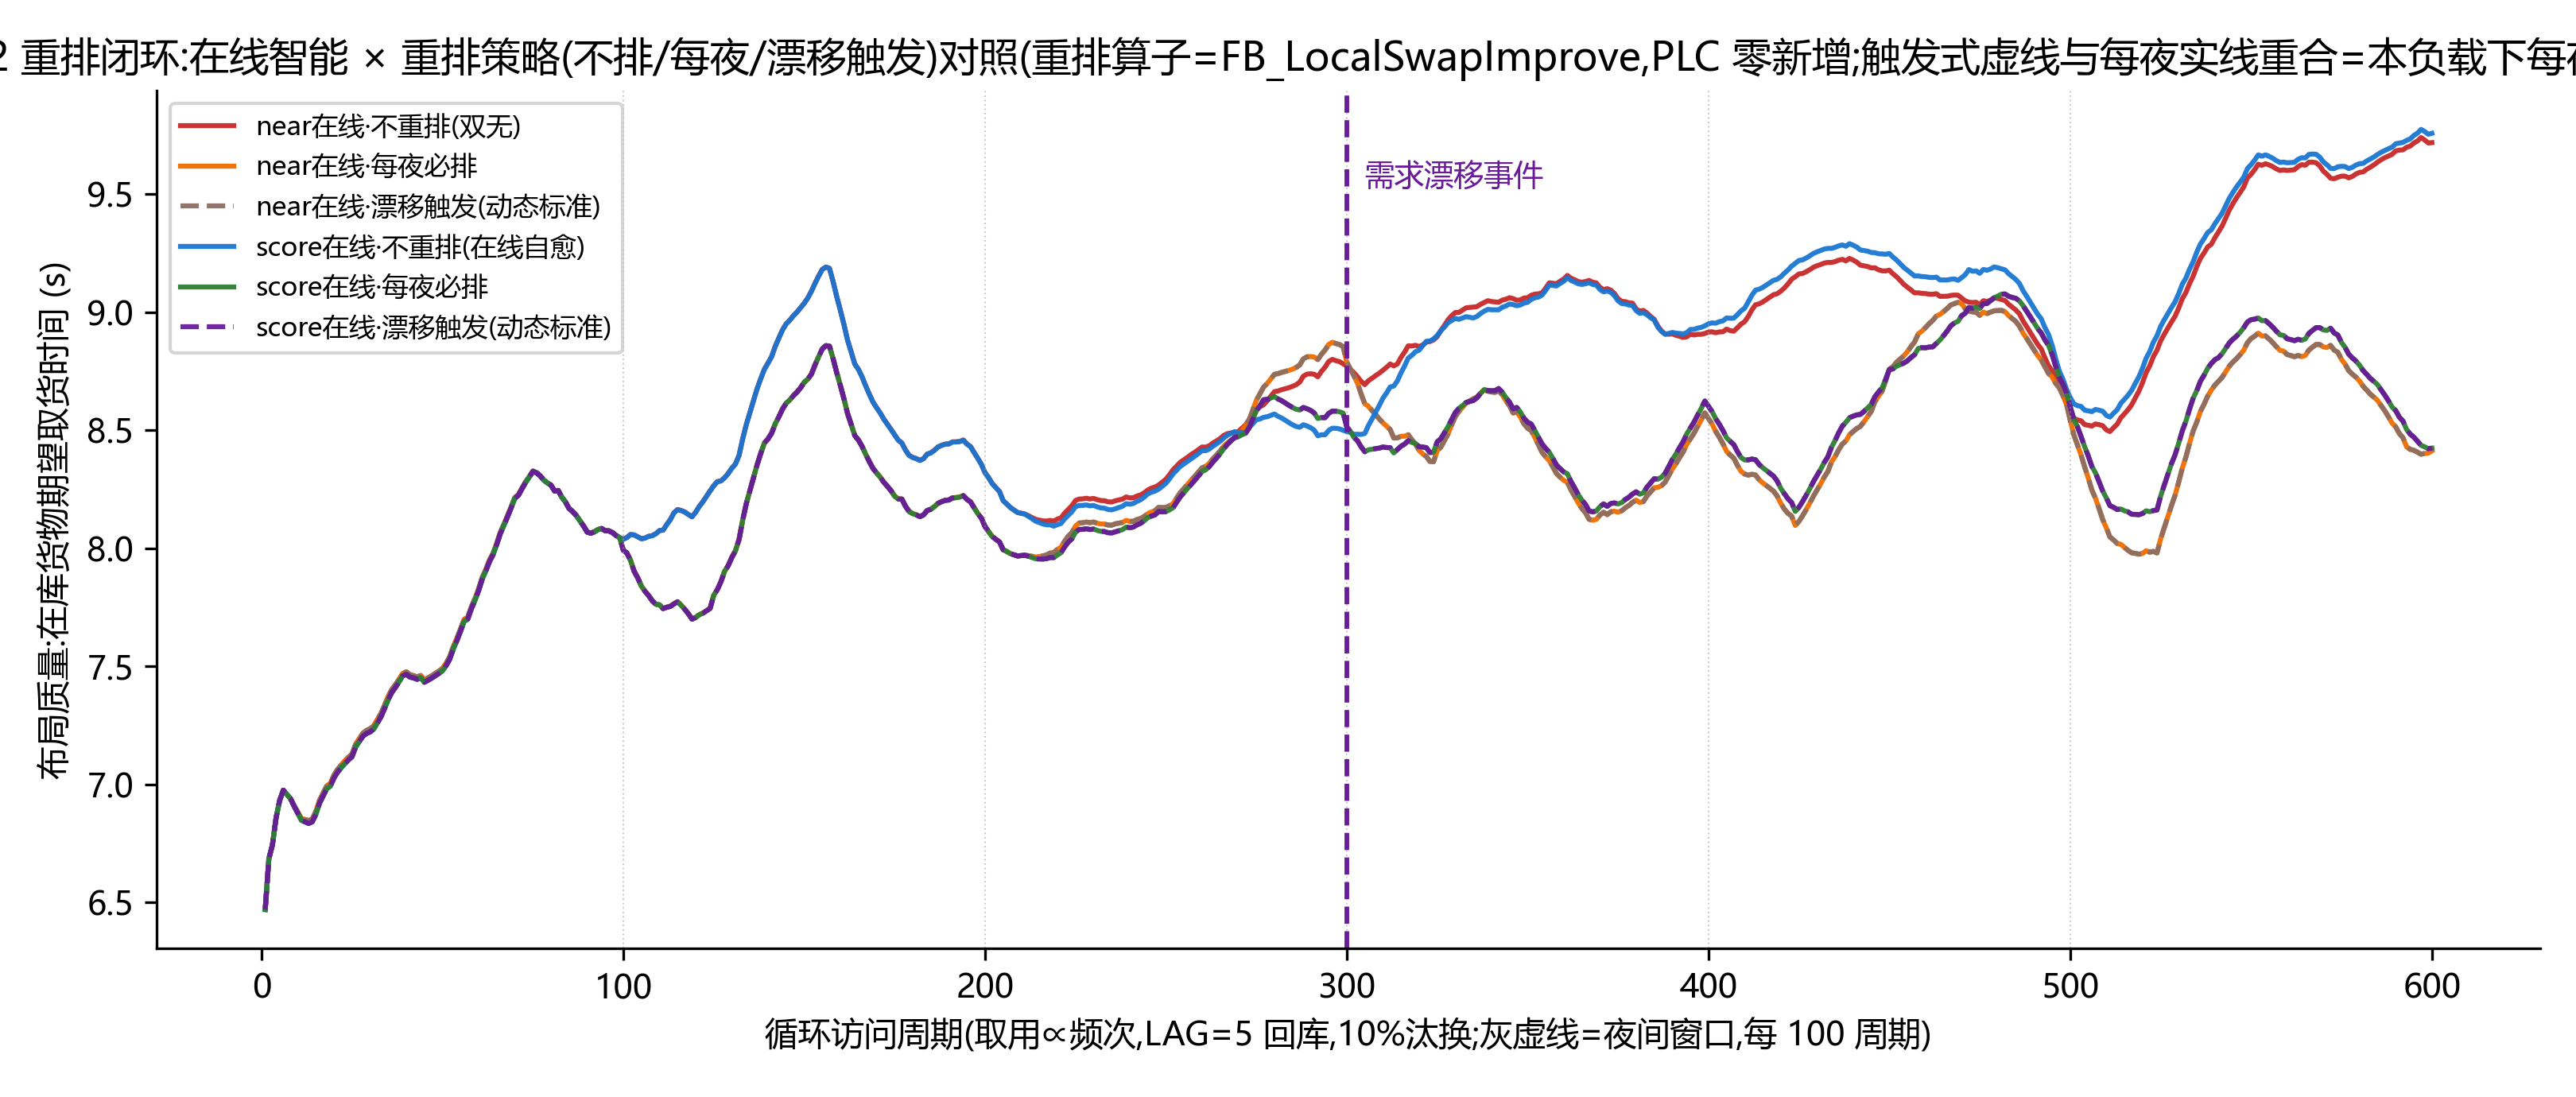 2 重排闭环:在线智能 × 重排策略(不排/每夜/漂移触发)对照(重排算子=FB_LocalSwapImprove,PLC 零新增;触发式虚线与每夜实线重合=本负载下每夜
near在线·不重排(双无)
near在线·每夜必排
near在线·漂移触发(动态标准)
score在线·不重排(在线自愈)
score在线·每夜必排
score在线·漂移触发(动态标准)
需求漂移事件
布局质量:在库货物期望取货时间 (s)
9.5
9.0
8.5
8.0
7.5
7.0
6.5
0 100 200 300 400 500 600
循环访问周期(取用∝频次,LAG=5 回库,10%汰换;灰虚线=夜间窗口,每 100 周期)